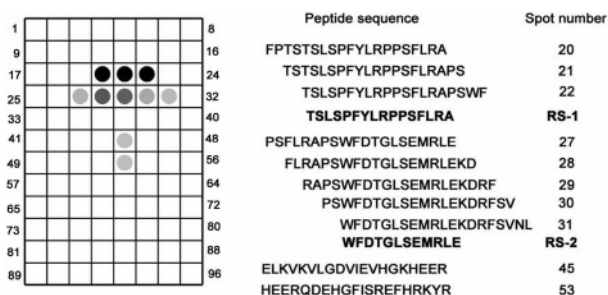 Peptide sequence Spot number
1 8
9 16
17 24
25 32
33 40
41 48
49 56
57 64
65 72
73 80
81 88
89 96
FPTSTSLSPFYLRPPSFLRA 20
TSTSLSPFYLRPPSFLRAPS 21
TSLSPFYLRPPSFLRAPSWF 22
TSLSPFYLRPPSFLRA RS-1
PSFLRAPSWFDTGLSEMRLE 27
FLRAPSWFDTGLSEMRLEKD 28
RAPSWFDTGLSEMRLEKDRF 29
PSWFDTGLSEMRLEKDRFSV 30
WFDTGLSEMRLEKDRFSVNL 31
WFDTGLSEMRLE RS-2
ELKVKVLGDVIEVHGKHEER 45
HEERQDEHGFISREFHRKYR 53